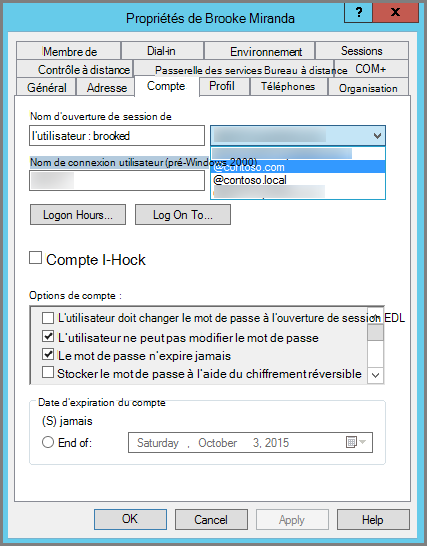 Propriétés de Brooke Miranda
?
x
Membre de Dial-in Environnement Sessions
Contrôle à distance Passerelle des services Bureau à distance COM+
Général Adresse Compte Profil Téléphones Organisation
Nom d'ouverture de session de
l'utilisateur : brooked
Nom de connexion utilisateur (pré-Windows 2000)
@contoso.com
@contoso.local
Logon Hours... Log On To...
Compte I-Hock
Options de compte :
L'utilisateur doit changer le mot de passe à l'ouverture de session EDL
L'utilisateur ne peut pas modifier le mot de passe
Le mot de passe n'expire jamais
Stocker le mot de passe à l'aide du chiffrement réversible
Date d'expiration du compte
(S) jamais
End of: Saturday , October 3, 2015
OK Cancel Apply Help